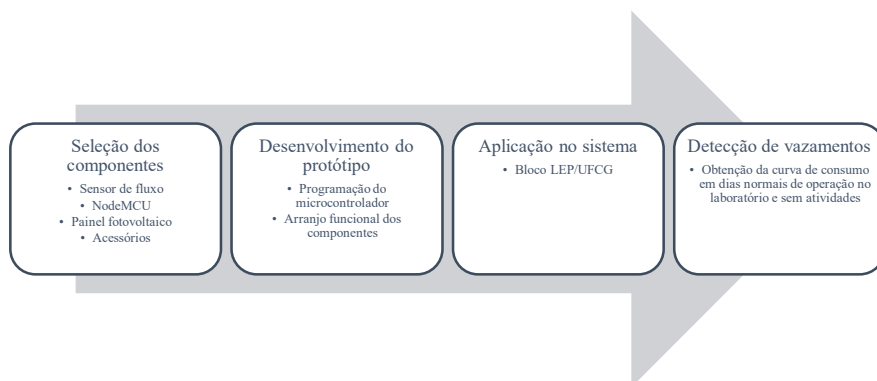 Seleção dos
componentes
• Sensor de fluxo
• NodeMCU
• Painel fotovoltaico
• Acessórios
Desenvolvimento do
protótipo
• Programação do
microcontrolador
• Arranjo funcional dos
componentes
Aplicação no sistema
• Bloco LEP/UFCG
Detecção de vazamentos
• Obtenção da curva de consumo
em dias normais de operação no
laboratório e sem atividades